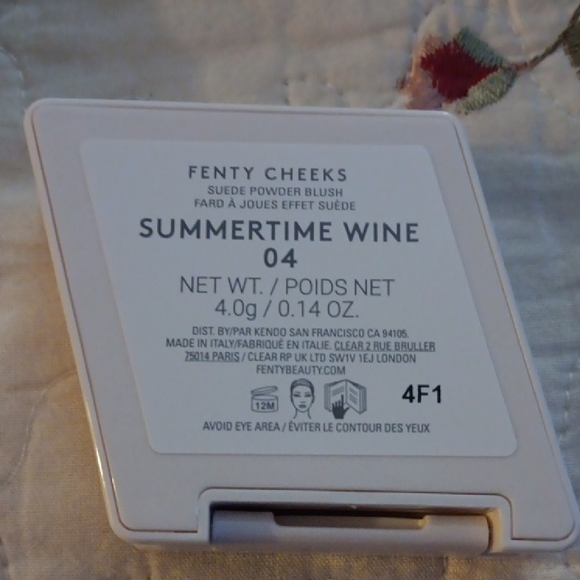 FENTY CHEEKS
SUEDE POWDER BLUSH
FARD À JOUES EFFET SUÉDE
SUMMERTIME WINE
04
NET WT. / POIDS NET
4.0g / 0.14 OZ.
DIST. BY/PAR KENDO SAN FRANCISCO CA 94105.
MADE IN ITALY/FABRIQUÉ EN ITALIE. CLEAR 2 RUE BRULLER
75014 PARIS / CLEAR RP UK LTD SW1V 1EJ LONDON
FENTYBEAUTY.COM
12M
4F1
AVOID EYE AREA / ÉVITER LE CONTOUR DES YEUX